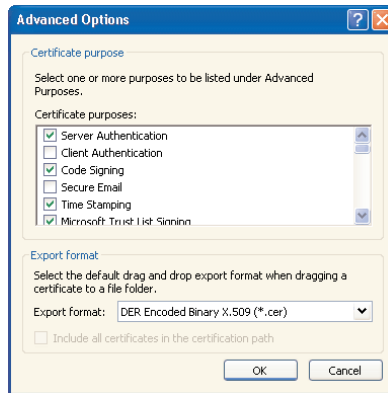 Advanced Options
Certificate purpose
Select one or more purposes to be listed under Advanced
Purposes.
Certificate purposes:
Server Authentication
Client Authentication
Code Signing
Secure Email
Time Stamping
Microsoft Trust List Signing
Export format
Select the default drag and drop export format when dragging a
certificate to a file folder.
Export format: DER Encoded Binary X.509 (*.cer)
Include all certificates in the certification path
OK Cancel